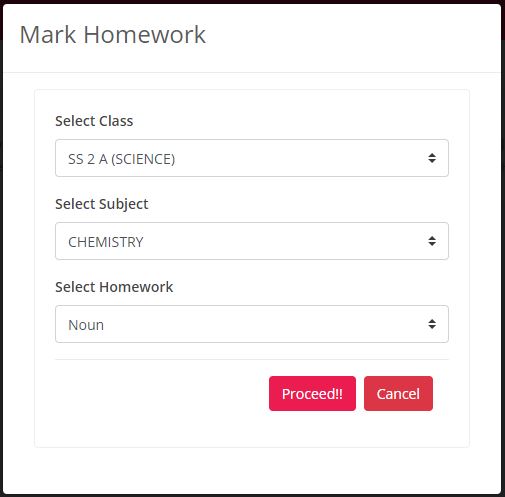 Mark Homework
Select Class
SS 2 A (SCIENCE)
Select Subject
CHEMISTRY
Select Homework
Noun
Proceed!! Cancel